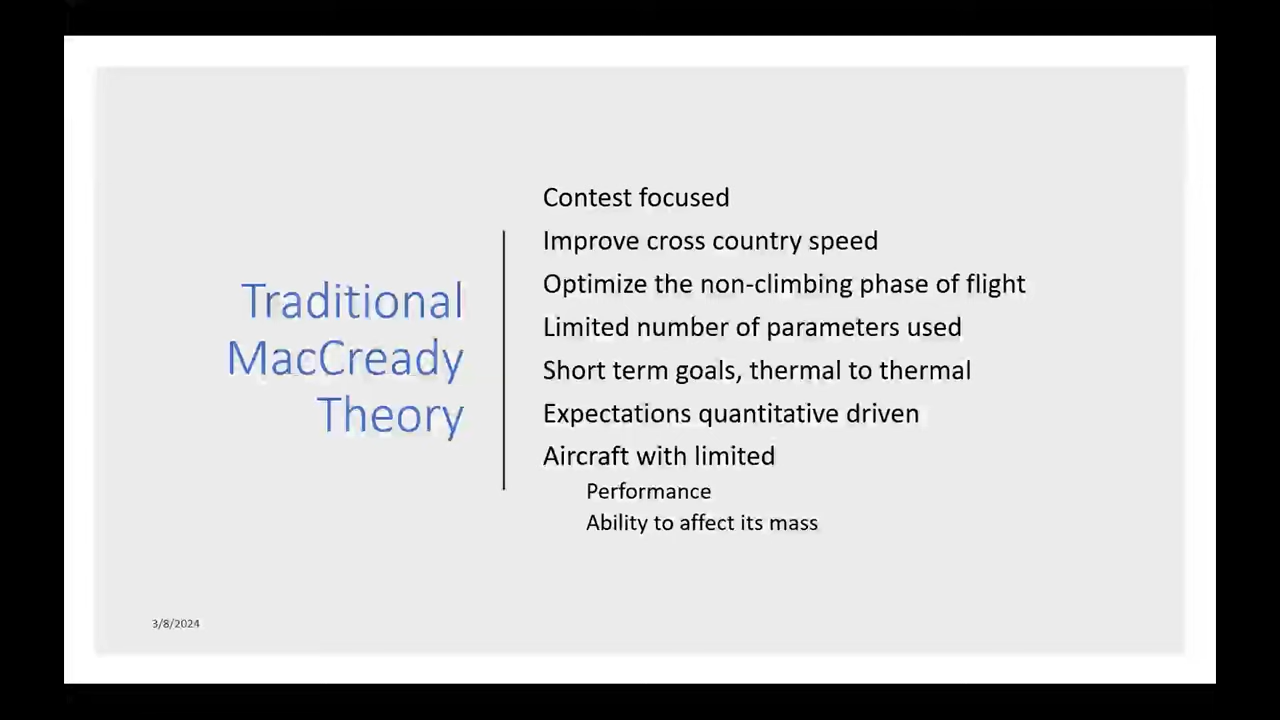 Traditional
MacCready
Theory
Contest focused
Improve cross country speed
Optimize the non-climbing phase of flight
Limited number of parameters used
Short term goals, thermal to thermal
Expectations quantitative driven
Aircraft with limited
Performance
Ability to affect its mass
3/8/2024